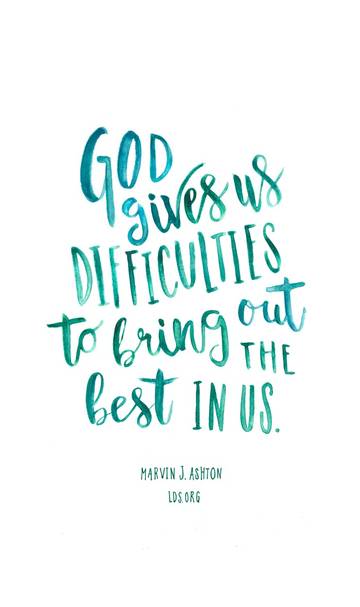 GOD
gives us
DIFFICULTIES
to bring out
THE
best IN US.
MARVIN J. ASHTON
LDS.ORG